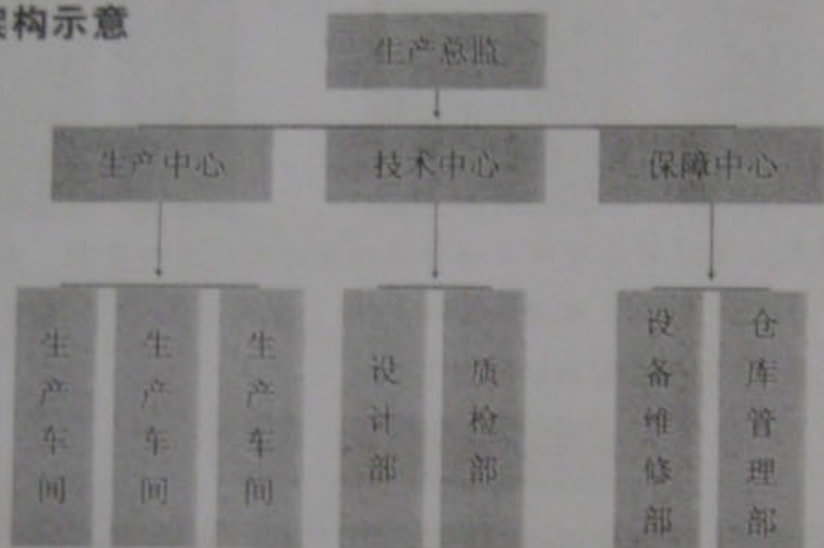 构示意
生产总监
生产中心
技术中心
保障中心
生产车间
生产车间
生产车间
设计部
质检部
设备维修部
仓库管理部